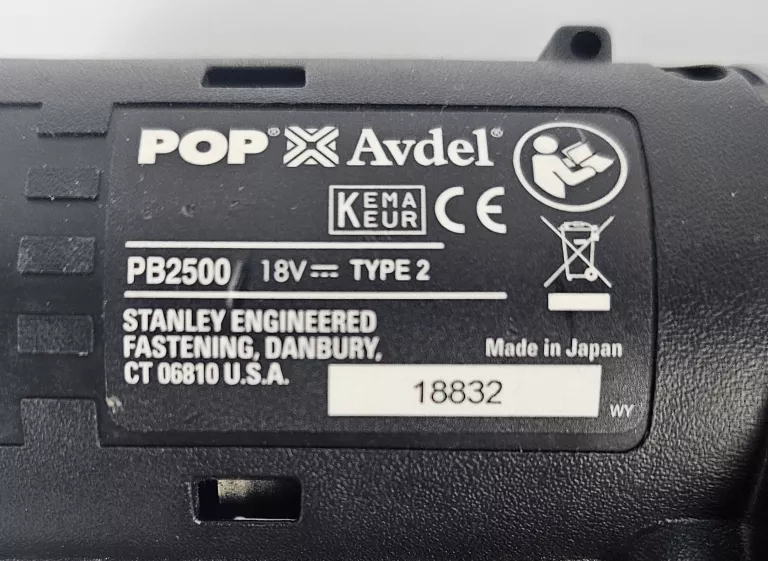 POP® Avdel®
KEMA
KEUR CE
PB2500 18V TYPE 2
STANLEY ENGINEERED
FASTENING, DANBURY,
CT 06810 U.S.A.
Made in Japan
18832
WY